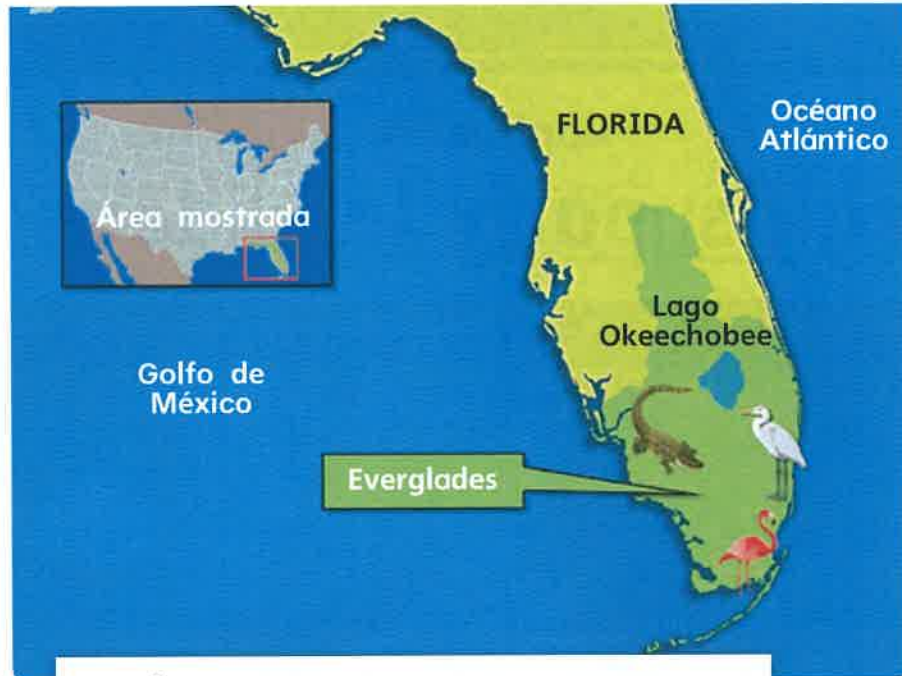 FLORIDA
Océano
Atlántico
Área mostrada
Lago
Okeechobee
Golfo de
México
Everglades